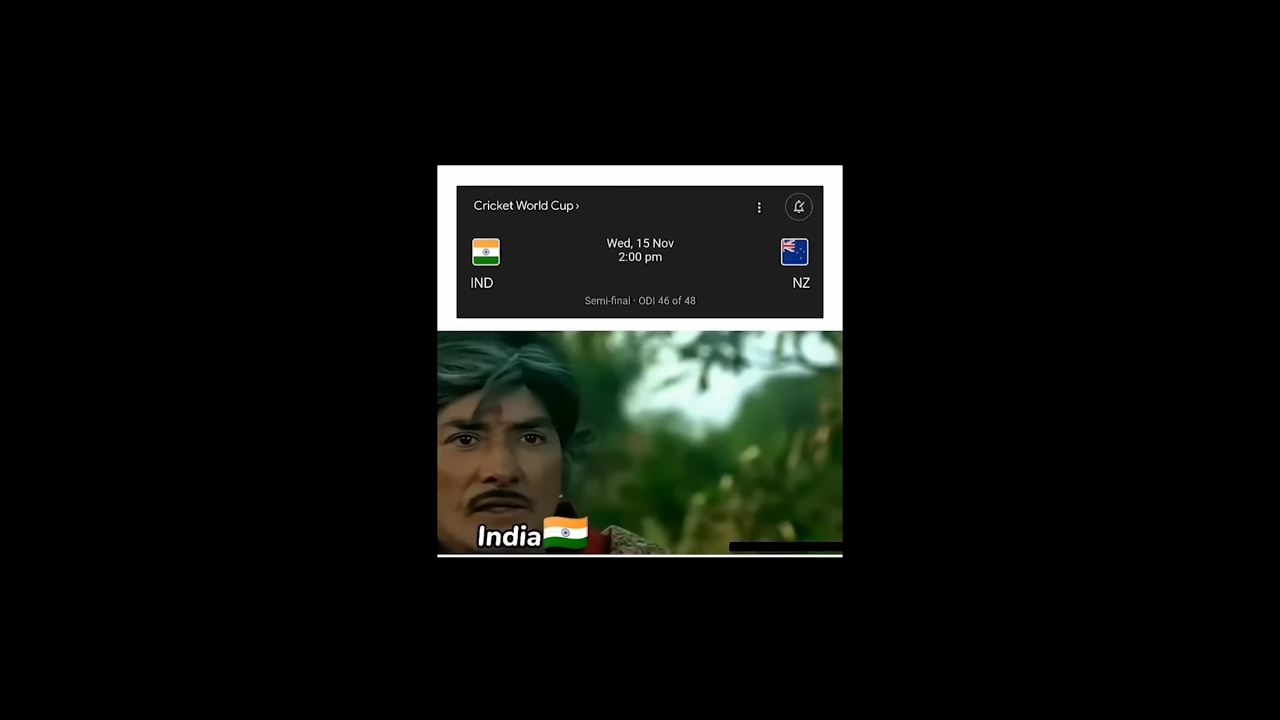 Cricket World Cup ›
Wed, 15 Nov
2:00 pm
IND
NZ
Semi-final · ODI 46 of 48
India